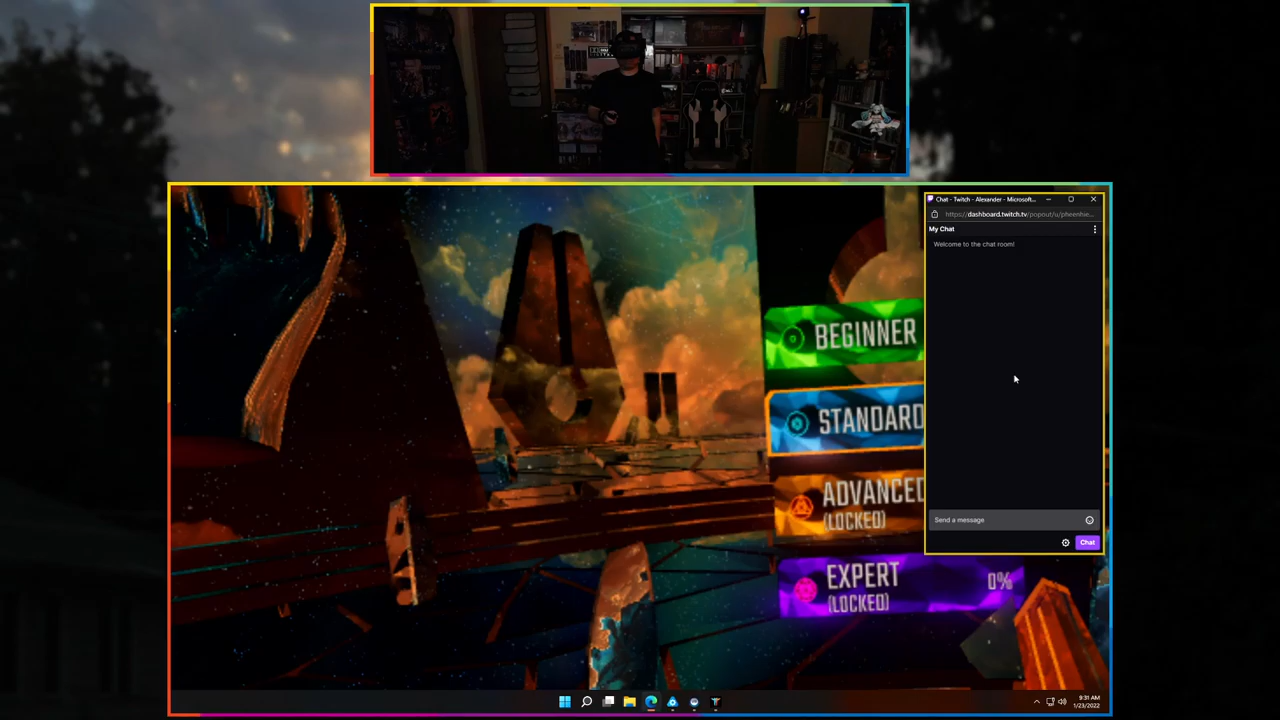 Chat - Twitch - Alexander - Microsoft...
https://dashboard.twitch.tv/popout/u/pheenhie...
My Chat
Welcome to the chat room!
BEGINNER
STANDARD
ADVANCED
(LOCKED)
EXPERT
0%
(LOCKED)
Send a message
Chat
9:31 AM
1/23/2022